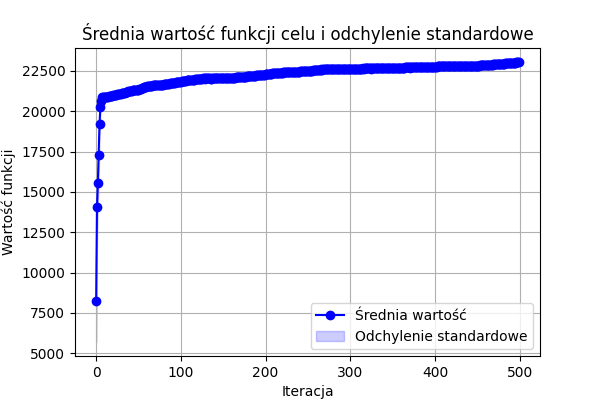 Średnia wartość funkcji celu i odchylenie standardowe
Wartość funkcji
22500
20000
17500
15000
12500
10000
7500
5000
Średnia wartość
Odchylenie standardowe
0 100 200 300 400 500
Iteracja